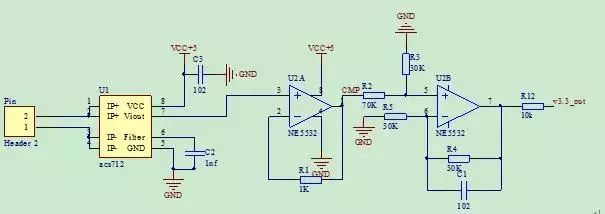 GND
VCC+5
VCC+5
C3
102
GND
R3
30K
Pin
2
1
Header 2
U1
1 IP+ VCC 8
2 IP+ Viout 7
3 IP- Filter 6
4 IP- GND 5
acs712
C2
1nf
GND
U2A
3
2
8
4
1
NE5532
CMP
GND
R1
1K
R2
70K
R5
30K
GND
U2B
5
6
7
NE5532
R4
30K
C1
102
R12
10k
v3.3_out